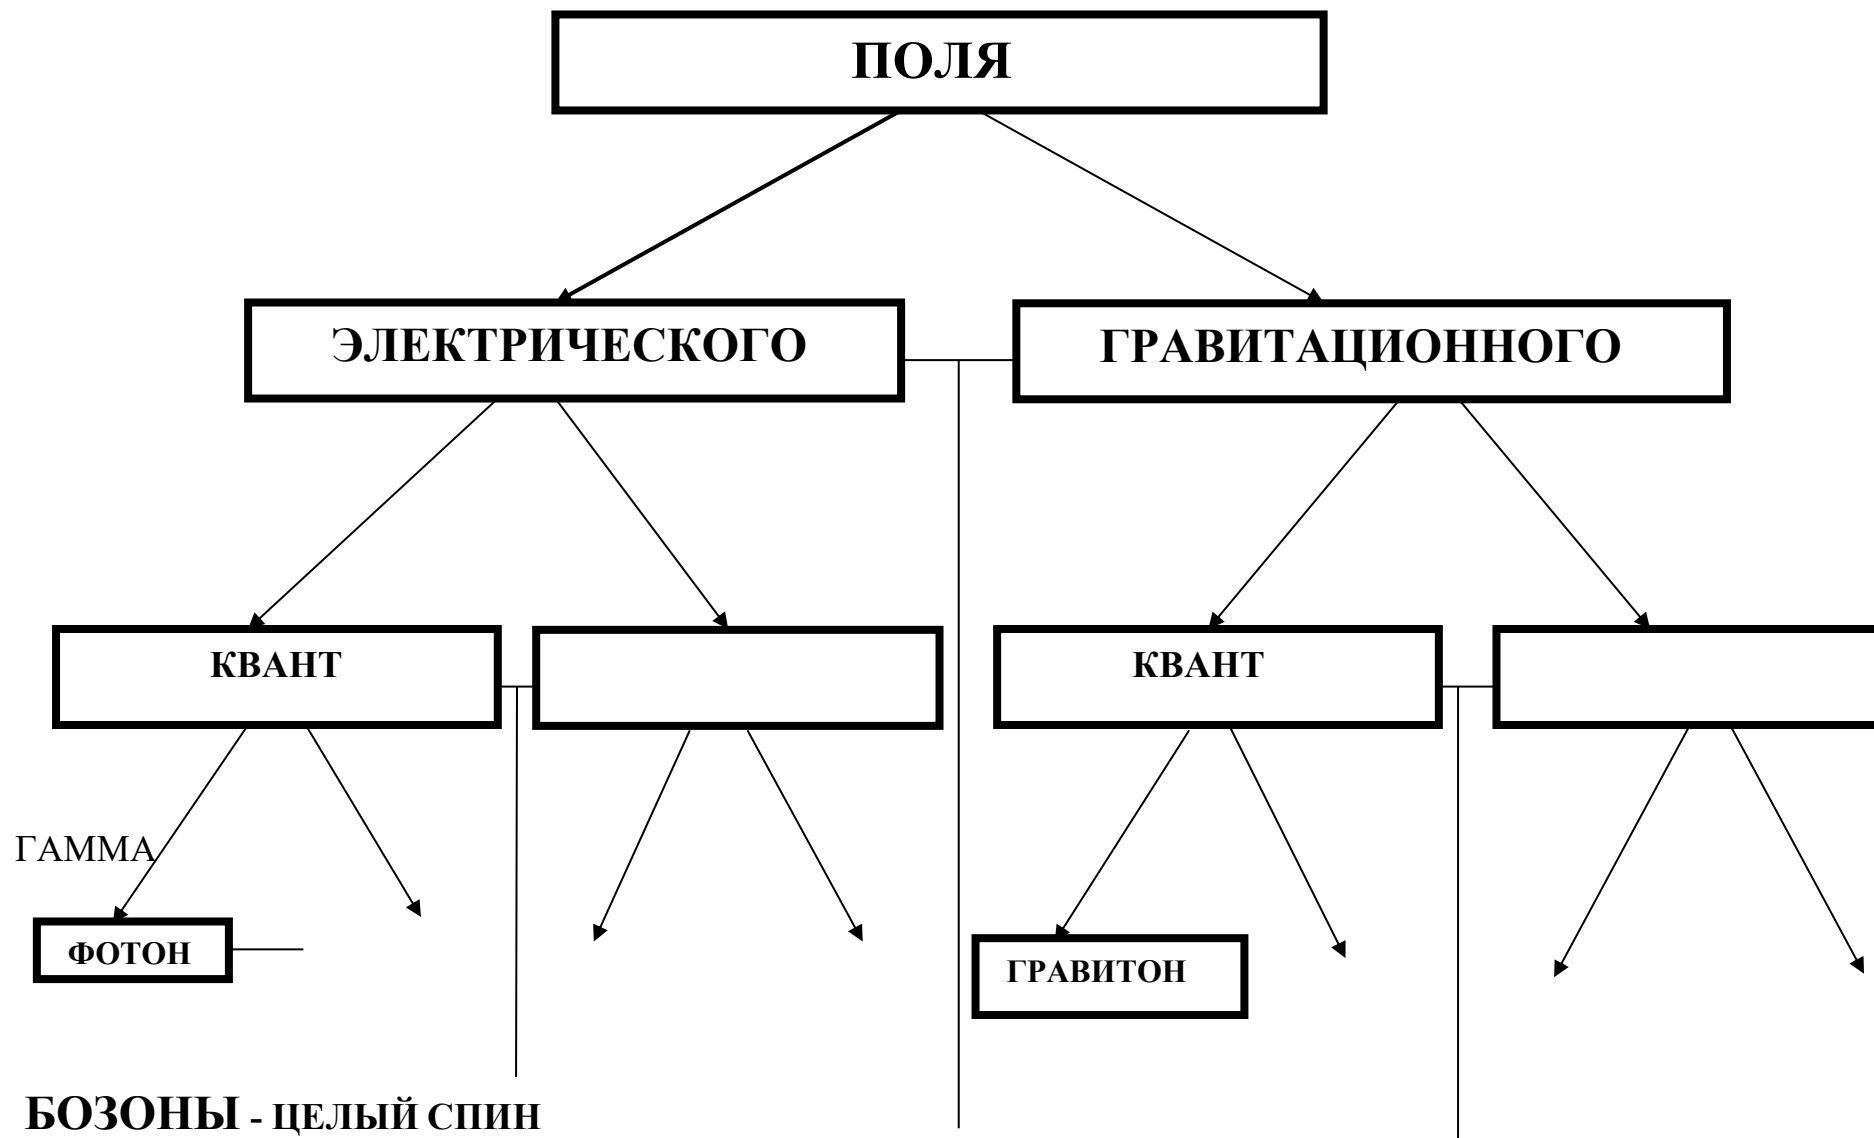 ПОЛЯ
ЭЛЕКТРИЧЕСКОГО
ГРАВИТАЦИОННОГО
КВАНТ
КВАНТ
ГАММА
ФОТОН
ГРАВИТОН
БОЗОНЫ - ЦЕЛЫЙ СПИН